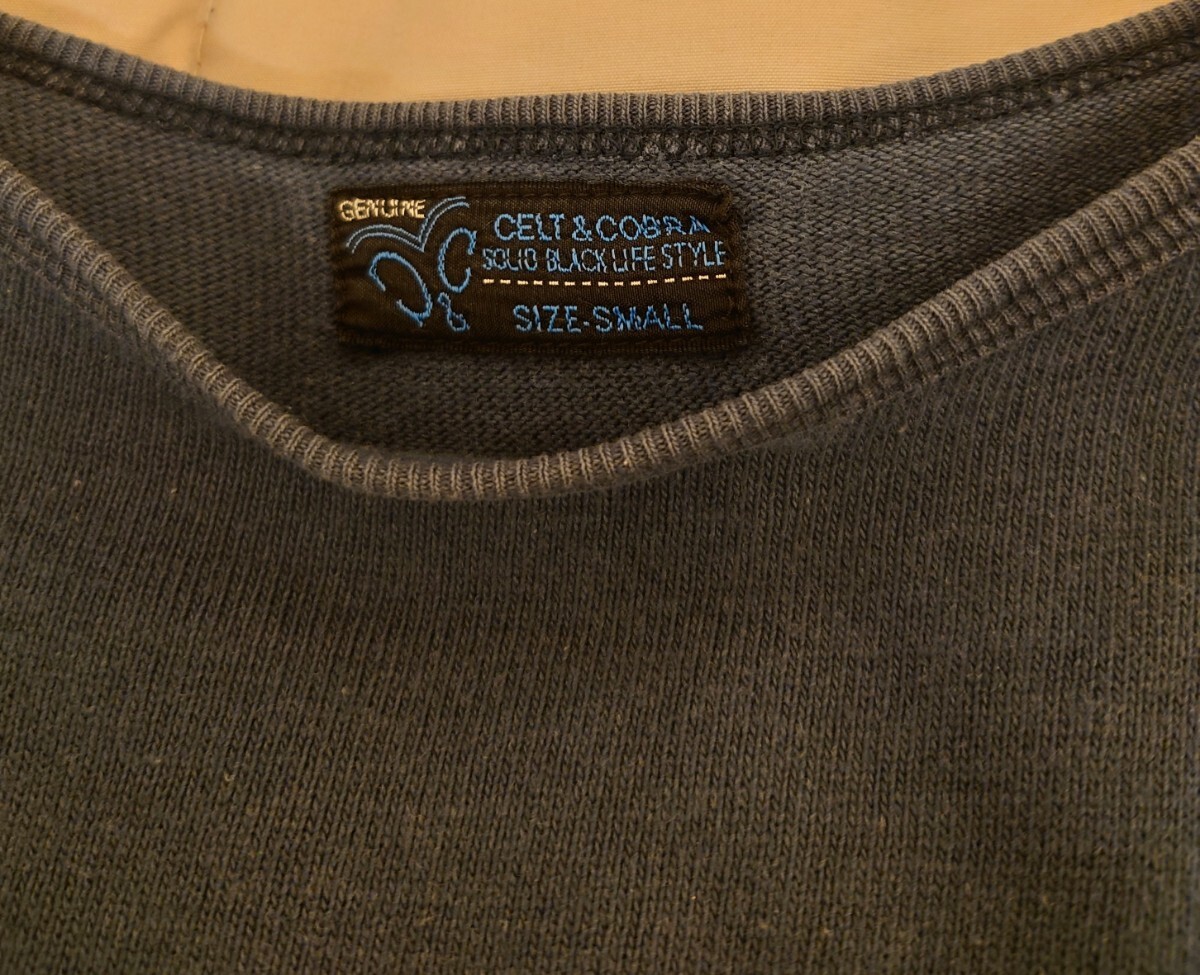 GENUINE
C&C
CELT & COBRA
SOLID BLACK LIFE STYLE
SIZE-SMALL